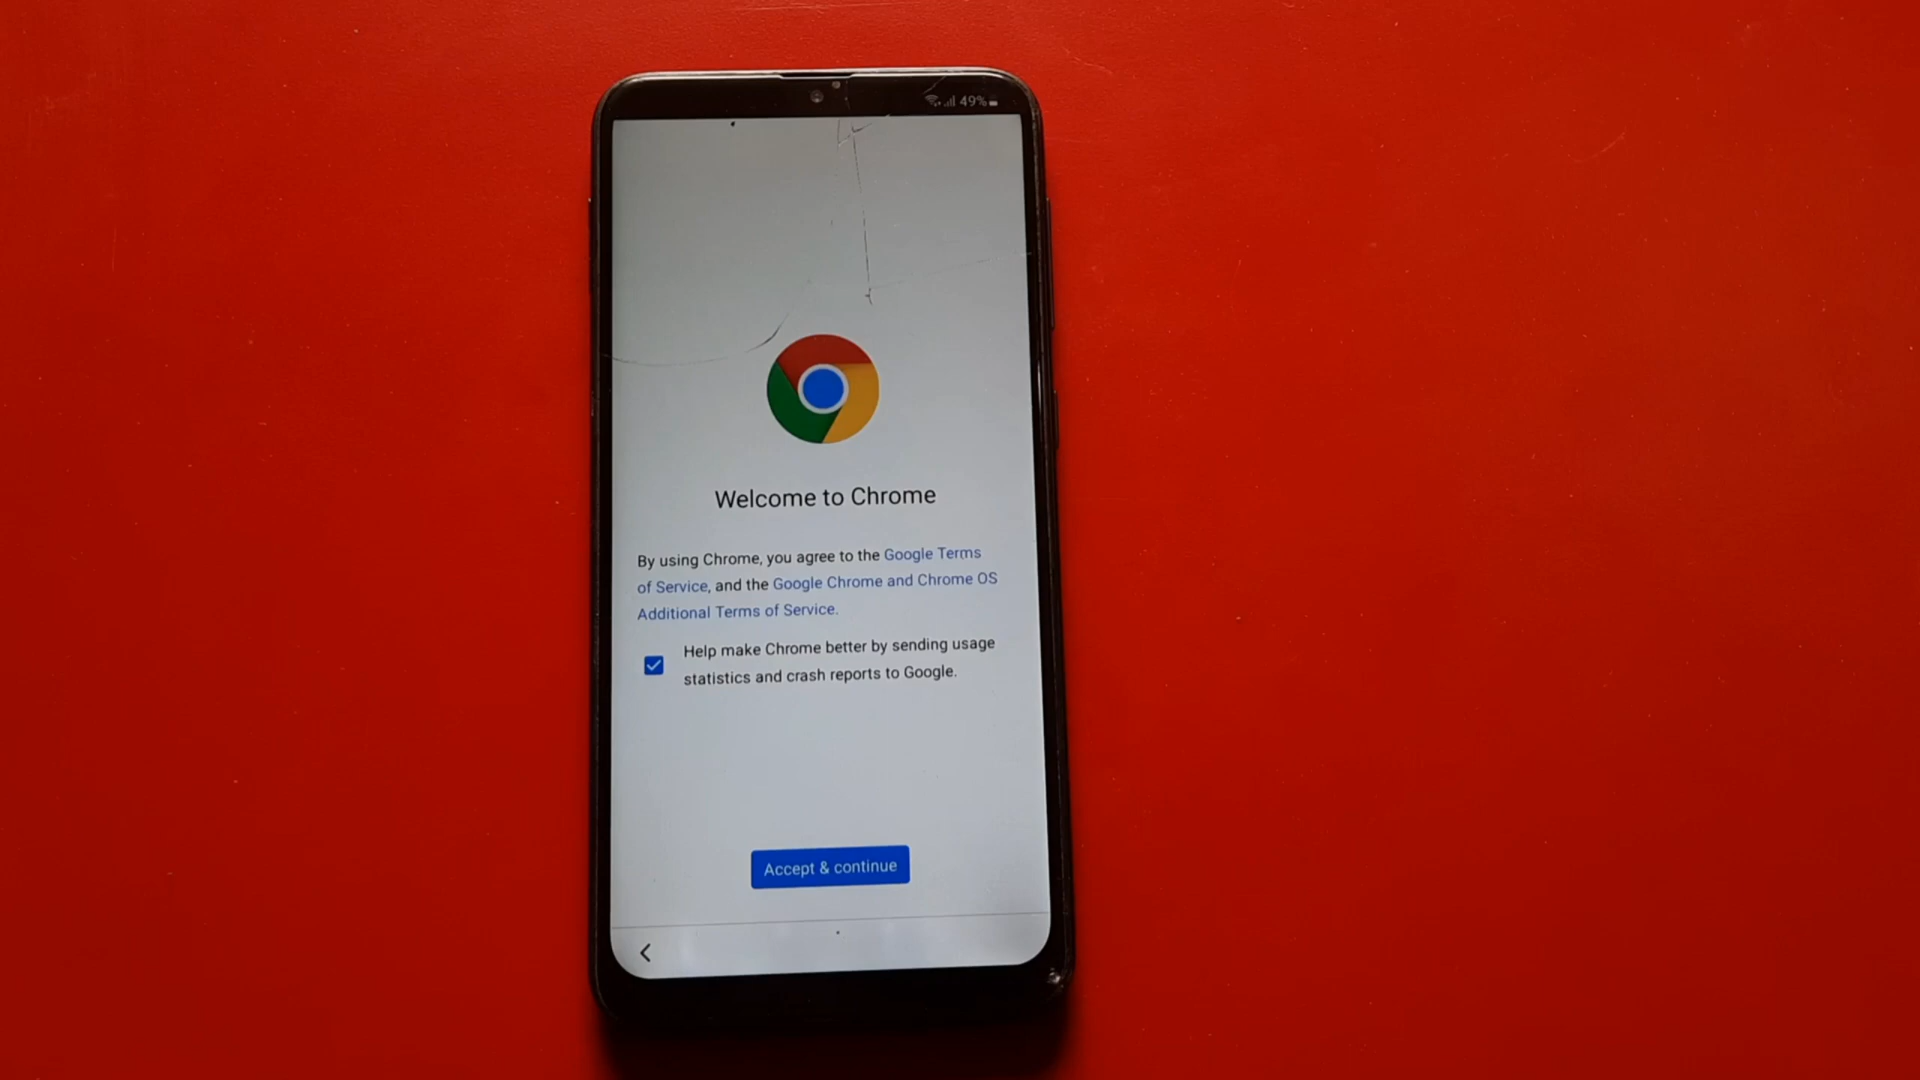 49%
Welcome to Chrome
By using Chrome, you agree to the Google Terms
of Service, and the Google Chrome and Chrome OS
Additional Terms of Service.
Help make Chrome better by sending usage
statistics and crash reports to Google.
Accept & continue